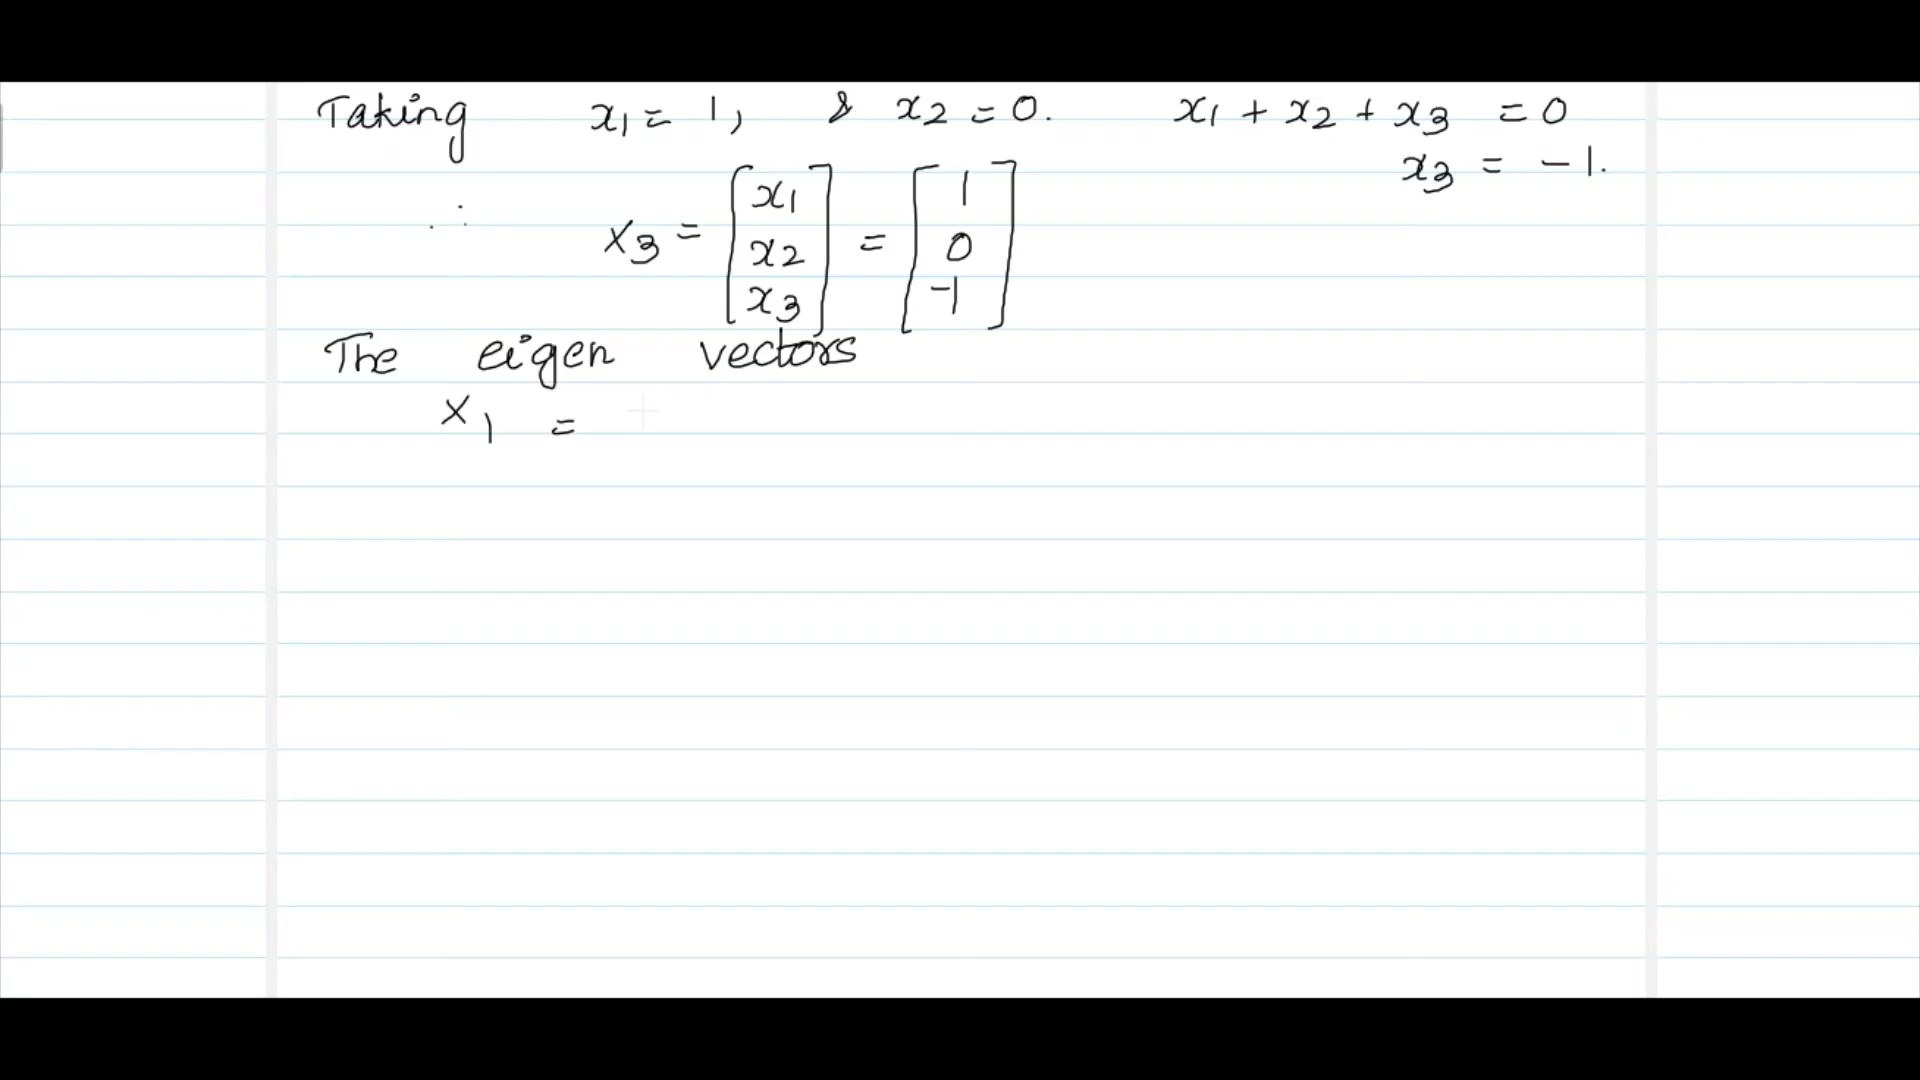 Taking x1 = 1, & x2 = 0. x1 + x2 + x3 = 0
x3 = -1.
∴ X3 = [x1 x2 x3] = [1 0 -1]
The eigen vectors
X1 =